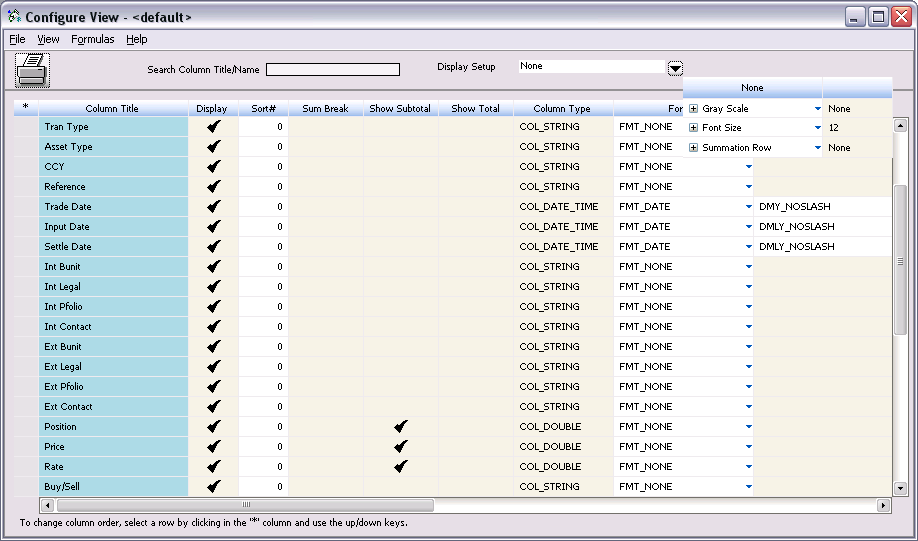 Configure View - <default>
File View Formulas Help
Search Column Title/Name Display Setup None
None
* Column Title Display Sort# Sum Break Show Subtotal Show Total Column Type For Gray Scale None
Tran Type 0 COL_STRING FMT_NONE Font Size 12
Asset Type 0 COL_STRING FMT_NONE Summation Row None
CCY 0 COL_STRING FMT_NONE
Reference 0 COL_STRING FMT_NONE
Trade Date 0 COL_DATE_TIME FMT_DATE DMY_NOSLASH
Input Date 0 COL_DATE_TIME FMT_DATE DMLY_NOSLASH
Settle Date 0 COL_DATE_TIME FMT_DATE DMLY_NOSLASH
Int Bunit 0 COL_STRING FMT_NONE
Int Legal 0 COL_STRING FMT_NONE
Int Pfolio 0 COL_STRING FMT_NONE
Int Contact 0 COL_STRING FMT_NONE
Ext Bunit 0 COL_STRING FMT_NONE
Ext Legal 0 COL_STRING FMT_NONE
Ext Pfolio 0 COL_STRING FMT_NONE
Ext Contact 0 COL_STRING FMT_NONE
Position 0 COL_DOUBLE FMT_NONE
Price 0 COL_DOUBLE FMT_NONE
Rate 0 COL_DOUBLE FMT_NONE
Buy/Sell 0 COL_STRING FMT_NONE
To change column order, select a row by clicking in the '*' column and use the up/down keys.